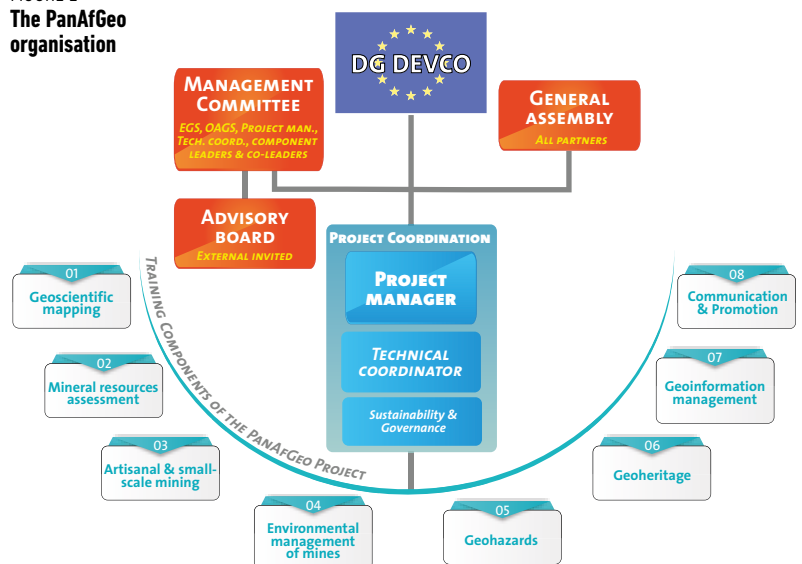 The PanAfGeo
organisation
DG DEVCO
MANAGEMENT
COMMITTEE
EGS, OAGS, PROJECT MAN.,
TECH. COORD., COMPONENT
LEADERS & CO-LEADERS
GENERAL
ASSEMBLY
ALL PARTNERS
ADVISORY
BOARD
EXTERNAL INVITED
PROJECT COORDINATION
PROJECT
MANAGER
TECHNICAL
COORDINATOR
Sustainability &
Governance
TRAINING COMPONENTS OF THE PANAFGEO PROJECT
01
Geoscientific
mapping
02
Mineral resources
assessment
03
Artisanal & small-
scale mining
04
Environmental
management
of mines
05
Geohazards
06
Geoheritage
07
Geoinformation
management
08
Communication
& Promotion